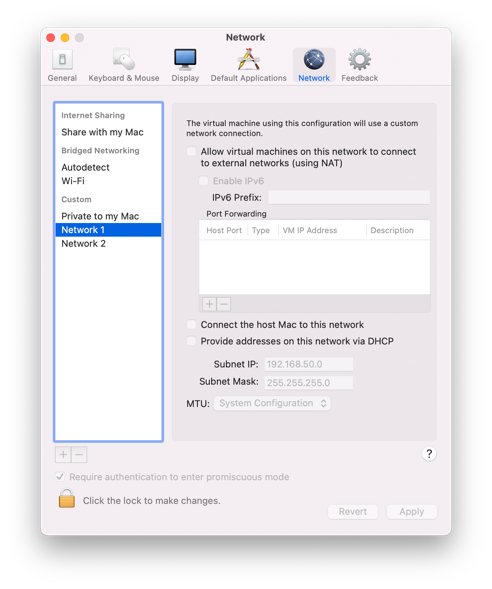 Network
General
Keyboard & Mouse
Display
Default Applications
Network
Feedback
Internet Sharing
Share with my Mac
Bridged Networking
Autodetect
Wi-Fi
Custom
Private to my Mac
Network 1
Network 2
The virtual machine using this configuration will use a custom
network connection.
Allow virtual machines on this network to connect
to external networks (using NAT)
Enable IPv6
IPv6 Prefix:
Port Forwarding
Host Port Type VM IP Address Description
+ −
Connect the host Mac to this network
Provide addresses on this network via DHCP
Subnet IP: 192.168.50.0
Subnet Mask: 255.255.255.0
MTU: System Configuration
+ −
?
Require authentication to enter promiscuous mode
Click the lock to make changes.
Revert Apply